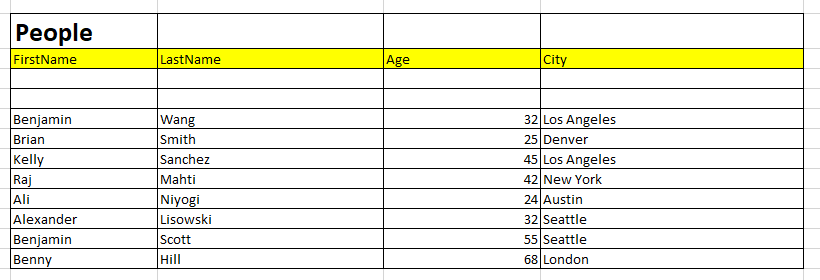 People
FirstName LastName Age City
Benjamin Wang 32 Los Angeles
Brian Smith 25 Denver
Kelly Sanchez 45 Los Angeles
Raj Mahti 42 New York
Ali Niyogi 24 Austin
Alexander Lisowski 32 Seattle
Benjamin Scott 55 Seattle
Benny Hill 68 London